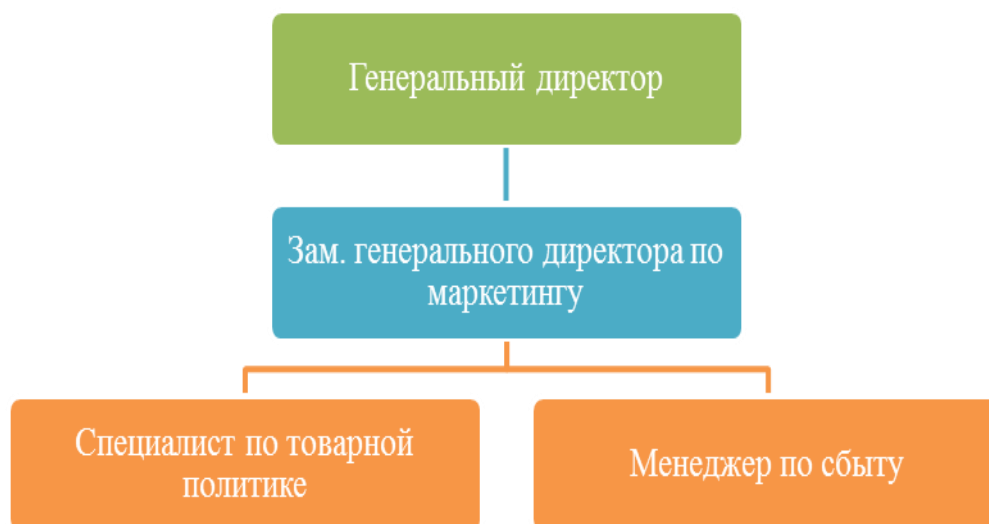 Генеральный директор
Зам. генерального директора по
маркетингу
Специалист по товарной
политике
Менеджер по сбыту